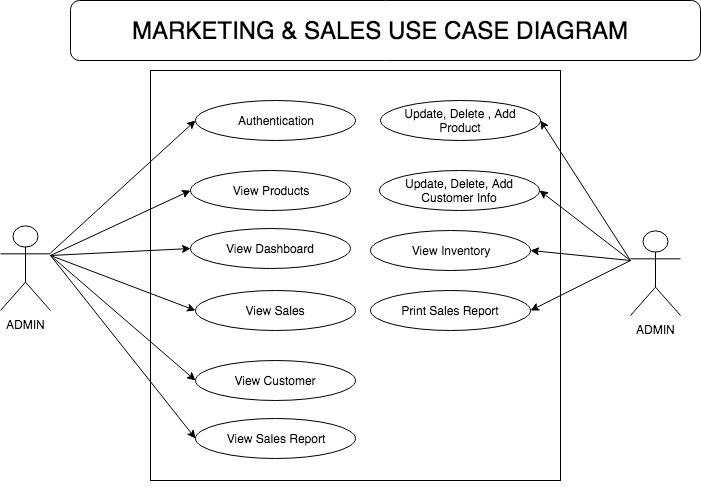 MARKETING & SALES USE CASE DIAGRAM
Authentication
Update, Delete , Add
Product
View Products
Update, Delete, Add
Customer Info
View Dashboard
View Inventory
View Sales
Print Sales Report
ADMIN
ADMIN
View Customer
View Sales Report